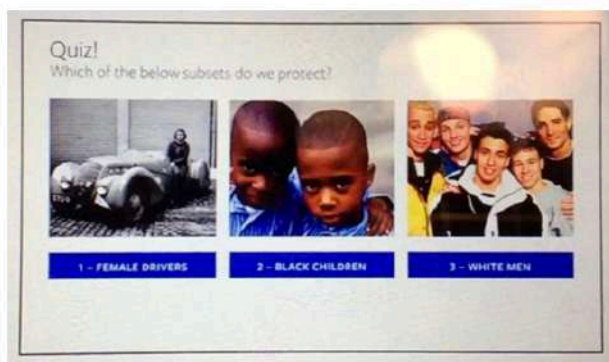 Quiz!
Which of the below subsets do we protect?
1 – FEMALE DRIVERS
2 – BLACK CHILDREN
3 – WHITE MEN